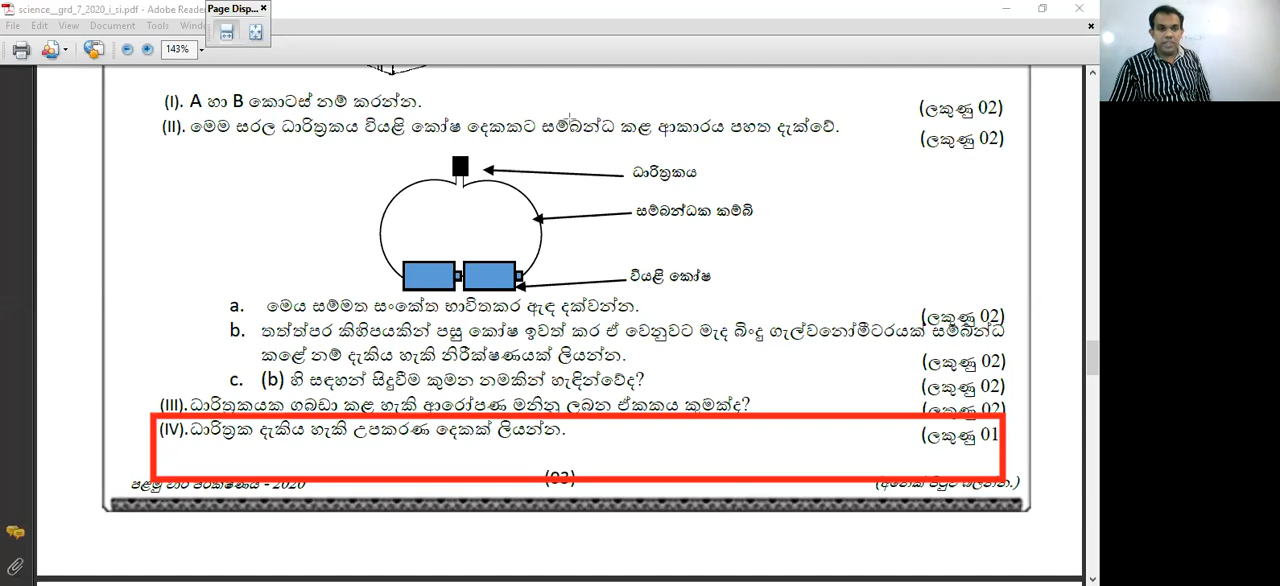 science__grd_7_2020_i_si.pdf - Adobe Reader
Page Disp...
File Edit View Document Tools
143%
(I). A හා B කොටස් නම් කරන්න. (ලකුණු 02)
(II). මෙම සරල ධාරිත්‍රකය වියළි කෝෂ දෙකකට සම්බන්ධ කළ ආකාරය පහත දැක්වේ. (ලකුණු 02)
ධාරිත්‍රකය
සම්බන්ධක කම්බි
වියළි කෝෂ
a. මෙය සම්මත සංකේත භාවිතකර ඇඳ දක්වන්න. (ලකුණු 02)
b. තත්ත්පර කිහිපයකින් පසු කෝෂ ඉවත් කර ඒ වෙනුවට මැද බිංදු ගැල්වනෝමීටරයක් සම්බන්ධ
කළේ නම් දැකිය හැකි නිරීක්ෂණයක් ලියන්න. (ලකුණු 02)
c. (b) හි සඳහන් සිදුවීම කුමන නමකින් හැඳින්වේද? (ලකුණු 02)
(III). ධාරිත්‍රකයක ගබඩා කළ හැකි ආරෝපණ මනිනු ලබන ඒකකය කුමක්ද? (ලකුණු 02)
(IV). ධාරිත්‍රක දැකිය හැකි උපකරණ දෙකක් ලියන්න. (ලකුණු 01
(03)
පළමු වාර පරීක්ෂණය - 2020
(අනෙක් පිටුව බලන්න.)